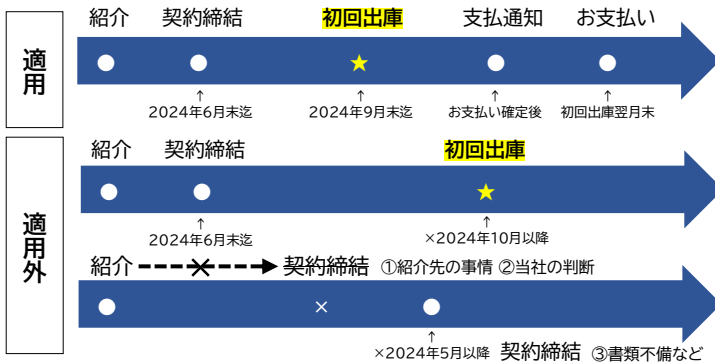 適用
紹介 契約締結 初回出庫 支払通知 お支払い
↑ ↑ ↑ ↑
2024年6月末迄 2024年9月末迄 お支払い確定後 初回出庫翌月末
適用外
紹介 契約締結 初回出庫
↑ ↑
2024年6月末迄 ×2024年10月以降
紹介 × 契約締結 ①紹介先の事情 ②当社の判断
×
↑
×2024年5月以降 契約締結 ③書類不備など